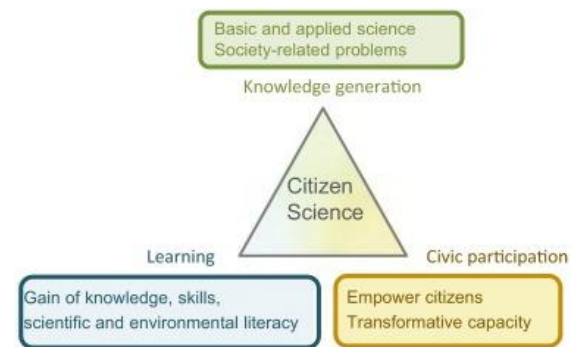 Basic and applied science
Society-related problems
Knowledge generation
Citizen
Science
Learning
Civic participation
Gain of knowledge, skills,
scientific and environmental literacy
Empower citizens
Transformative capacity